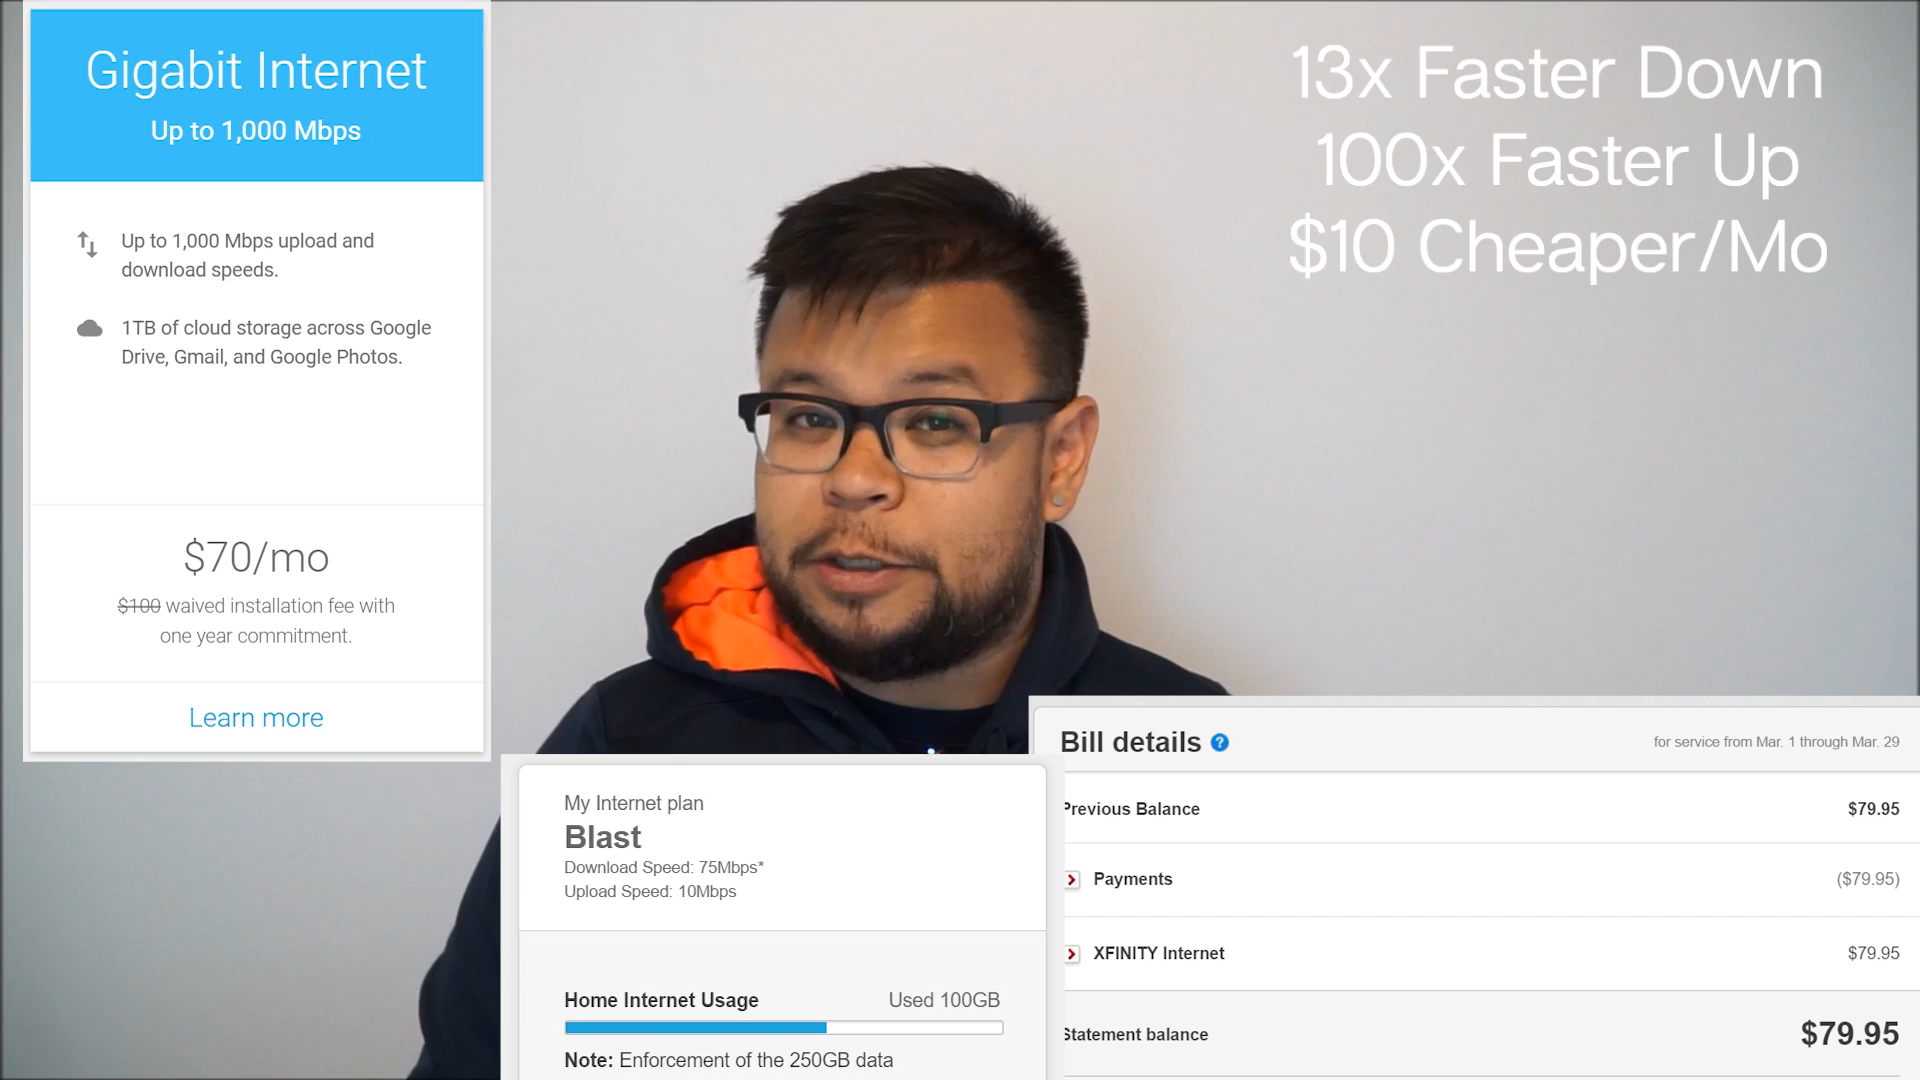 Gigabit Internet
Up to 1,000 Mbps
Up to 1,000 Mbps upload and
download speeds.
1TB of cloud storage across Google
Drive, Gmail, and Google Photos.
$70/mo
$100 waived installation fee with
one year commitment.
Learn more
13x Faster Down
100x Faster Up
$10 Cheaper/Mo
My Internet plan
Blast
Download Speed: 75Mbps*
Upload Speed: 10Mbps
Home Internet Usage Used 100GB
Note: Enforcement of the 250GB data
Bill details ? for service from Mar. 1 through Mar. 29
Previous Balance $79.95
Payments ($79.95)
XFINITY Internet $79.95
Statement balance $79.95